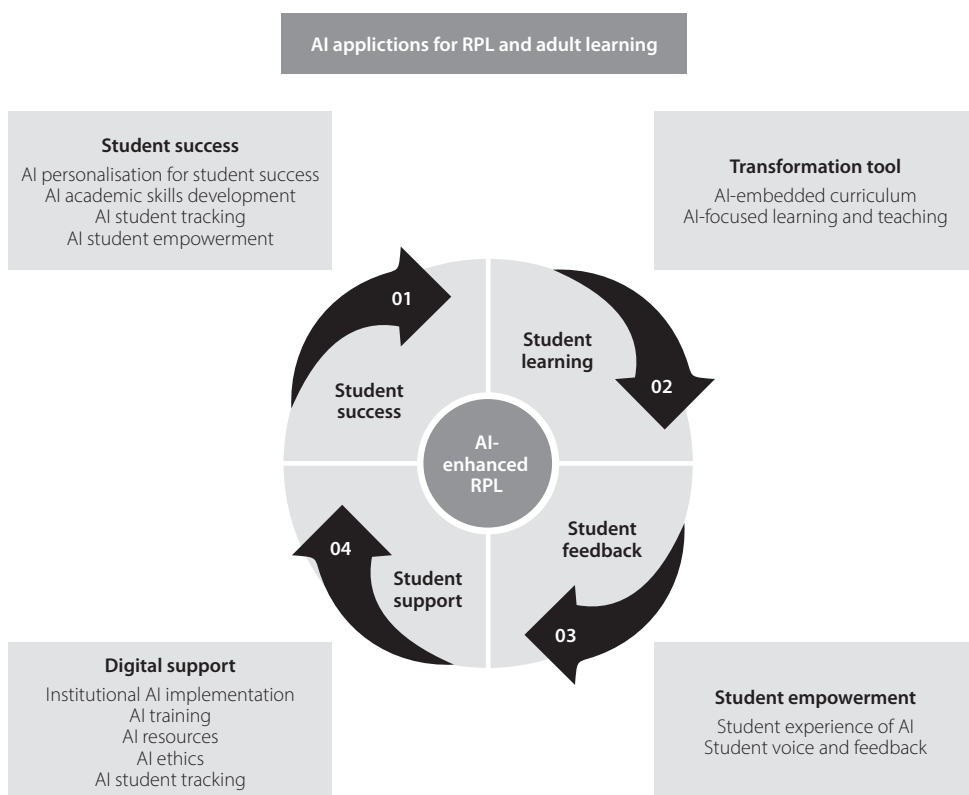 AI applictions for RPL and adult learning
Student success
AI personalisation for student success
AI academic skills development
AI student tracking
AI student empowerment
Transformation tool
AI-embedded curriculum
AI-focused learning and teaching
01
Student
success
Student
learning
02
AI-
enhanced
RPL
Student
feedback
03
04
Student
support
Digital support
Institutional AI implementation
AI training
AI resources
AI ethics
AI student tracking
Student empowerment
Student experience of AI
Student voice and feedback